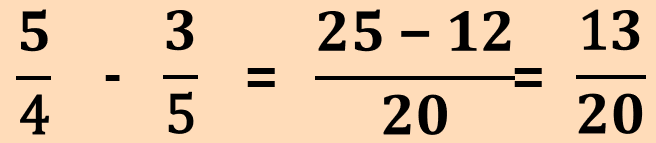 5/4 - 3/5 = 25 – 12/20 = 13/20